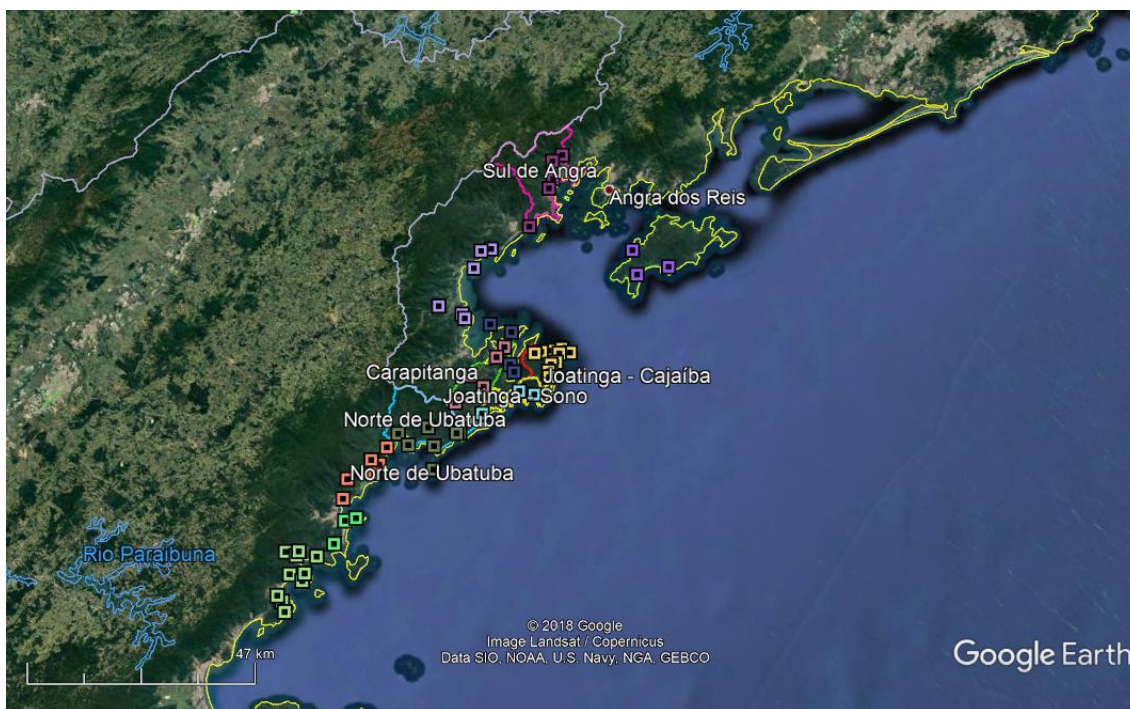 Sul de Angra
Angra dos Reis
Carapitanga
Joatinga - Cajaíba
Joatinga - Sono
Norte de Ubatuba
Norte de Ubatuba
Rio Paraibuna
© 2018 Google
Image Landsat / Copernicus
Data SIO, NOAA, U.S. Navy, NGA, GEBCO
47 km
Google Earth